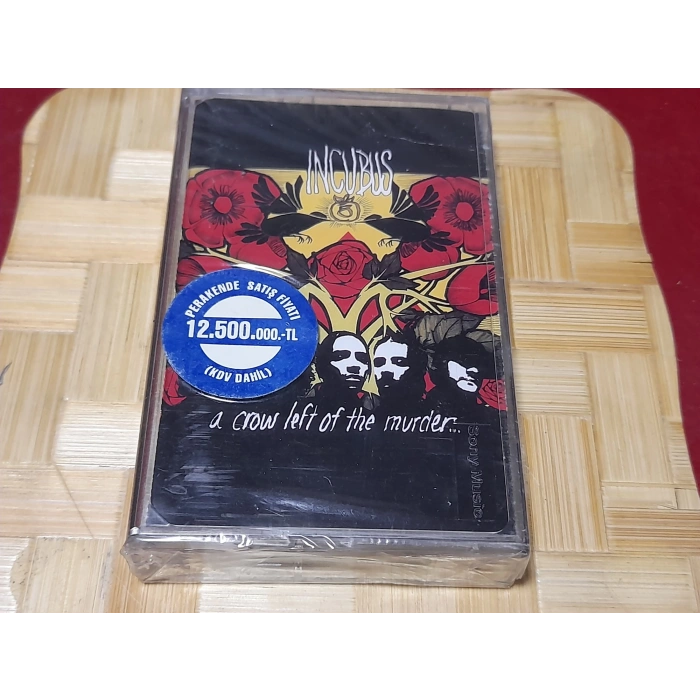 INCUBUS
PERAKENDE SATIŞ FİYATI
12.500.000.-TL
(KDV DAHİL)
a crow left of the murder...
Sony Music